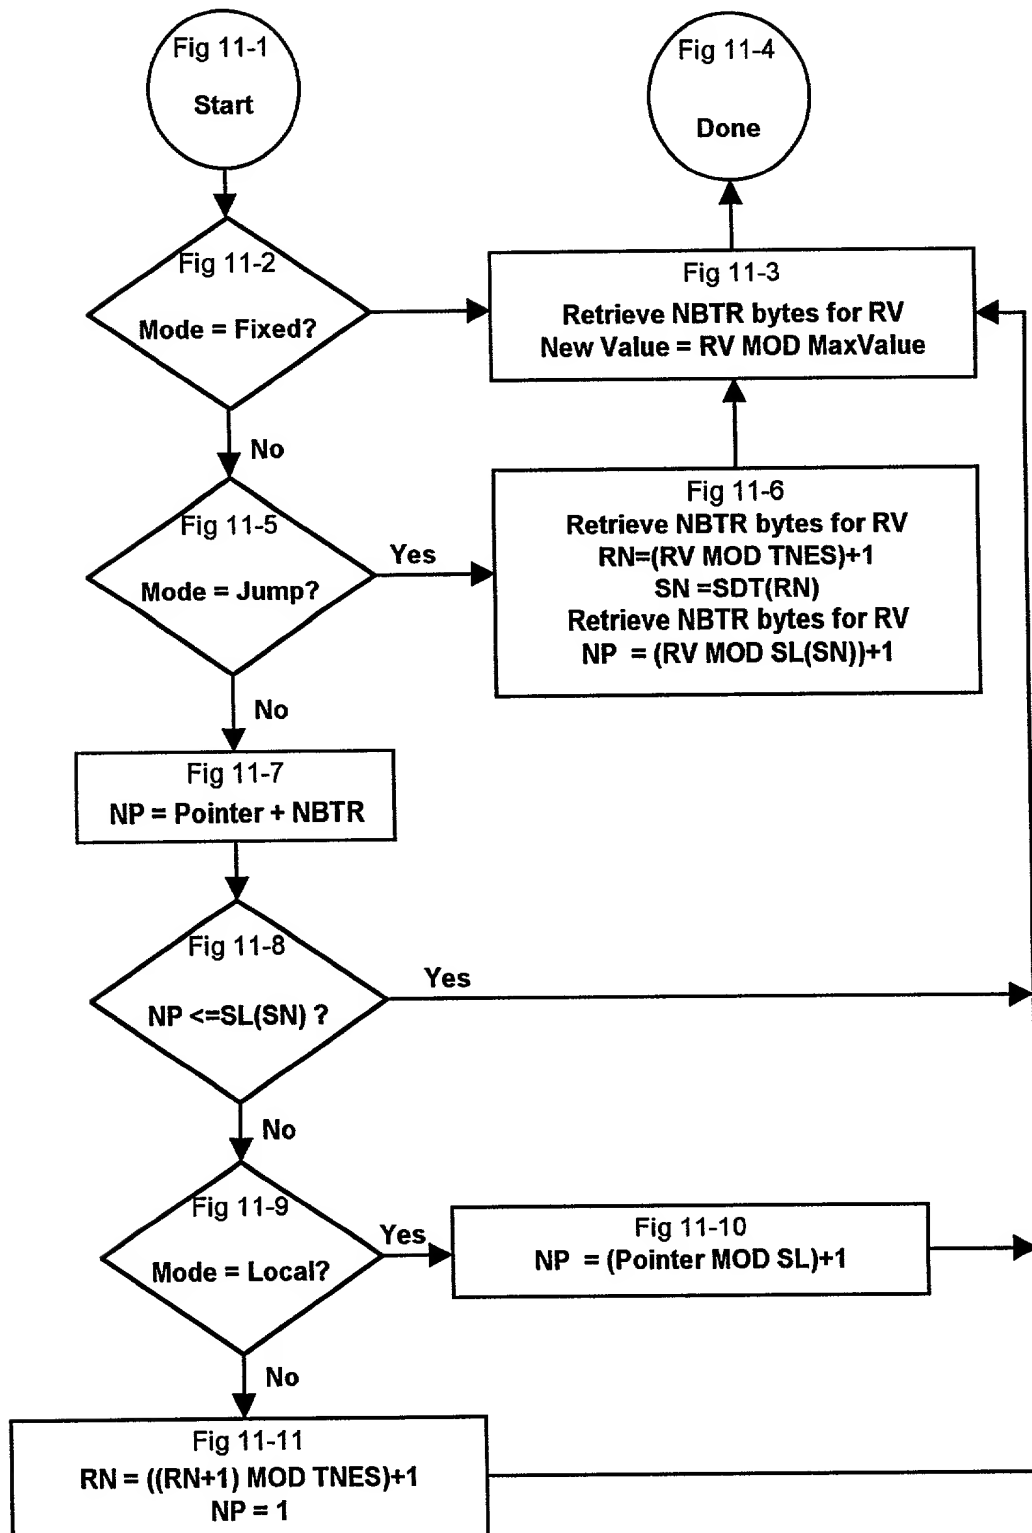 Fig 11-1
Start
Fig 11-4
Done
Fig 11-2
Mode = Fixed?
Fig 11-3
Retrieve NBTR bytes for RV
New Value = RV MOD MaxValue
No
Fig 11-5
Mode = Jump?
Yes
Fig 11-6
Retrieve NBTR bytes for RV
RN=(RV MOD TNES)+1
SN =SDT(RN)
Retrieve NBTR bytes for RV
NP = (RV MOD SL(SN))+1
No
Fig 11-7
NP = Pointer + NBTR
Fig 11-8
NP <=SL(SN) ?
Yes
No
Fig 11-9
Mode = Local?
Yes
Fig 11-10
NP = (Pointer MOD SL)+1
No
Fig 11-11
RN = ((RN+1) MOD TNES)+1
NP = 1